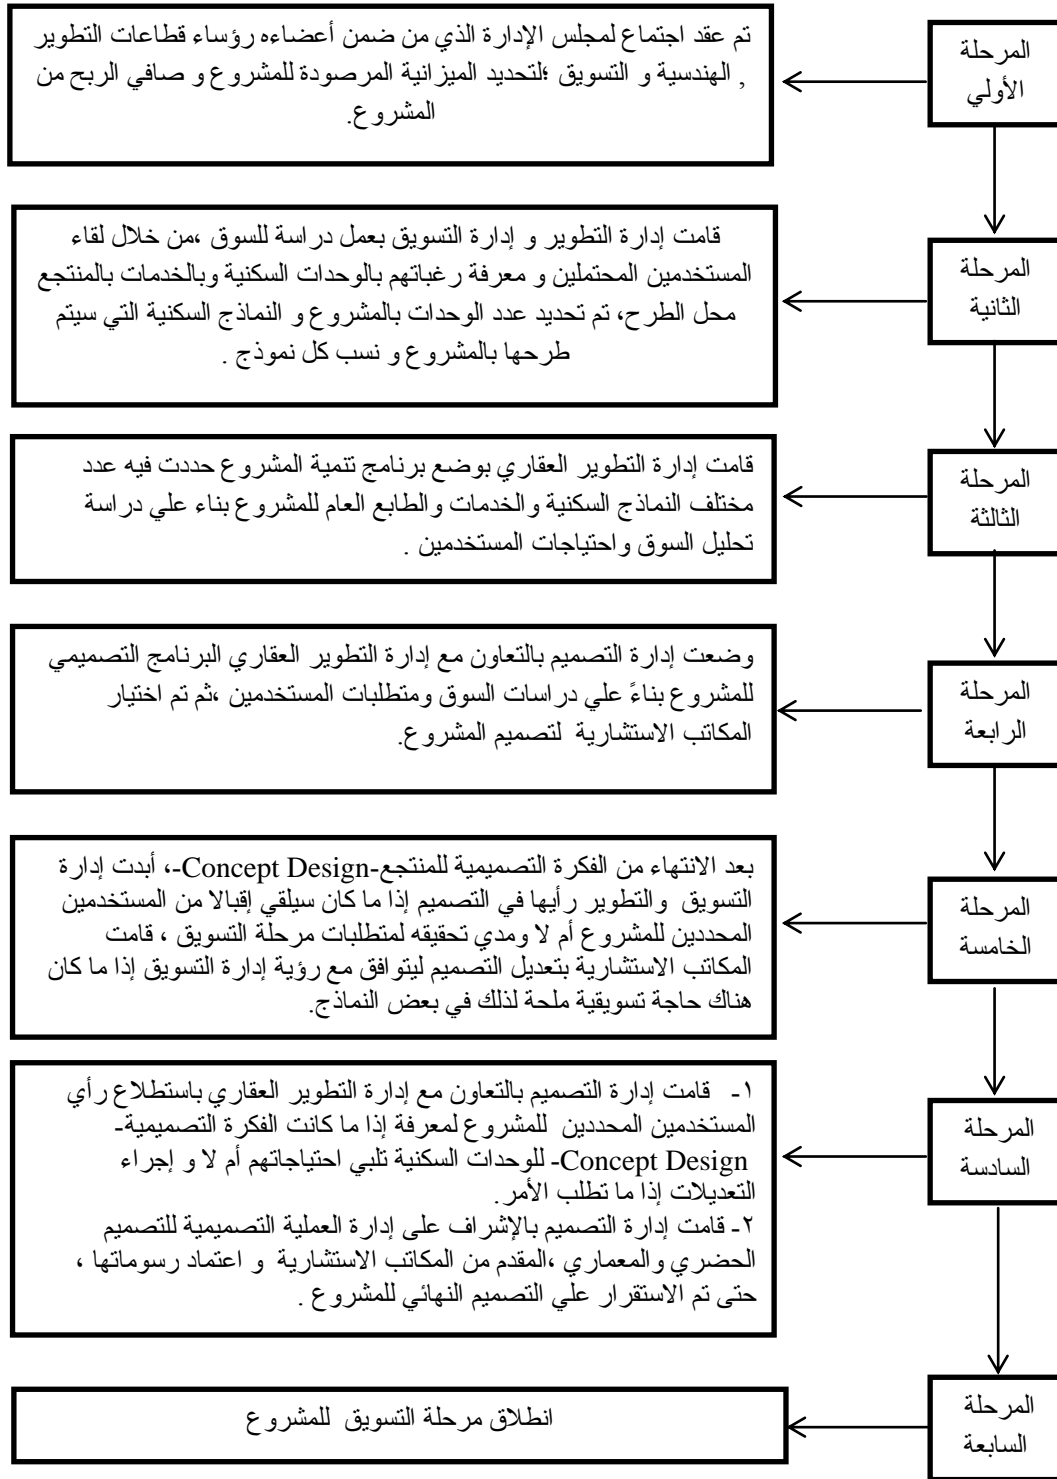 المرحلة
الأولي
تم عقد اجتماع لمجلس الإدارة الذي من ضمن أعضاءه رؤساء قطاعات التطوير
, الهندسية و التسويق ؛لتحديد الميزانية المرصودة للمشروع و صافي الربح من
المشروع.
المرحلة
الثانية
قامت إدارة التطوير و إدارة التسويق بعمل دراسة للسوق ،من خلال لقاء
المستخدمين المحتملين و معرفة رغباتهم بالوحدات السكنية وبالخدمات بالمنتجع
محل الطرح، تم تحديد عدد الوحدات بالمشروع و النماذج السكنية التي سيتم
طرحها بالمشروع و نسب كل نموذج .
المرحلة
الثالثة
قامت إدارة التطوير العقاري بوضع برنامج تنمية المشروع حددت فيه عدد
مختلف النماذج السكنية والخدمات والطابع العام للمشروع بناء علي دراسة
تحليل السوق واحتياجات المستخدمين .
المرحلة
الرابعة
وضعت إدارة التصميم بالتعاون مع إدارة التطوير العقاري البرنامج التصميمي
للمشروع بناءً علي دراسات السوق ومتطلبات المستخدمين ،ثم تم اختيار
المكاتب الاستشارية لتصميم المشروع.
المرحلة
الخامسة
بعد الانتهاء من الفكرة التصميمية للمنتجع-Concept Design-، أبدت إدارة
التسويق والتطوير رأيها في التصميم إذا ما كان سيلقي إقبالا من المستخدمين
المحددين للمشروع أم لا ومدي تحقيقه لمتطلبات مرحلة التسويق ، قامت
المكاتب الاستشارية بتعديل التصميم ليتوافق مع رؤية إدارة التسويق إذا ما كان
هناك حاجة تسويقية ملحة لذلك في بعض النماذج.
المرحلة
السادسة
١- قامت إدارة التصميم بالتعاون مع إدارة التطوير العقاري باستطلاع رأي
المستخدمين المحددين للمشروع لمعرفة إذا ما كانت الفكرة التصميمية-
Concept Design- للوحدات السكنية تلبي احتياجاتهم أم لا و إجراء
التعديلات إذا ما تطلب الأمر.
٢- قامت إدارة التصميم بالإشراف على إدارة العملية التصميمية للتصميم
الحضري والمعماري ،المقدم من المكاتب الاستشارية و اعتماد رسوماتها ،
حتى تم الاستقرار علي التصميم النهائي للمشروع .
المرحلة
السابعة
انطلاق مرحلة التسويق للمشروع